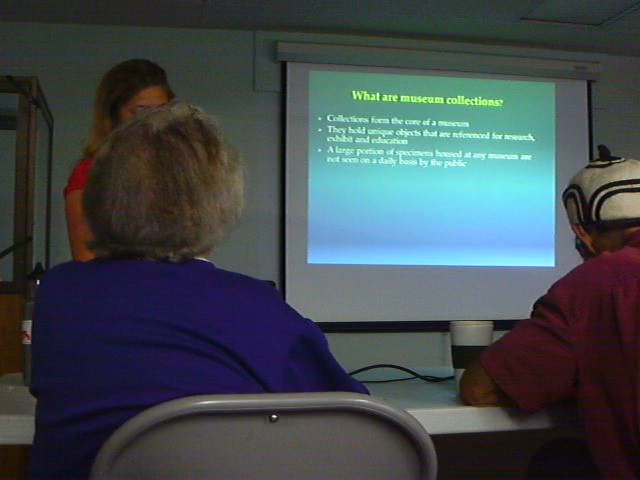 What are museum collections?
• Collections form the core of a museum
• They hold unique objects that are referenced for research,
exhibit and education
• A large portion of specimens housed at any museum are
not seen on a daily basis by the public